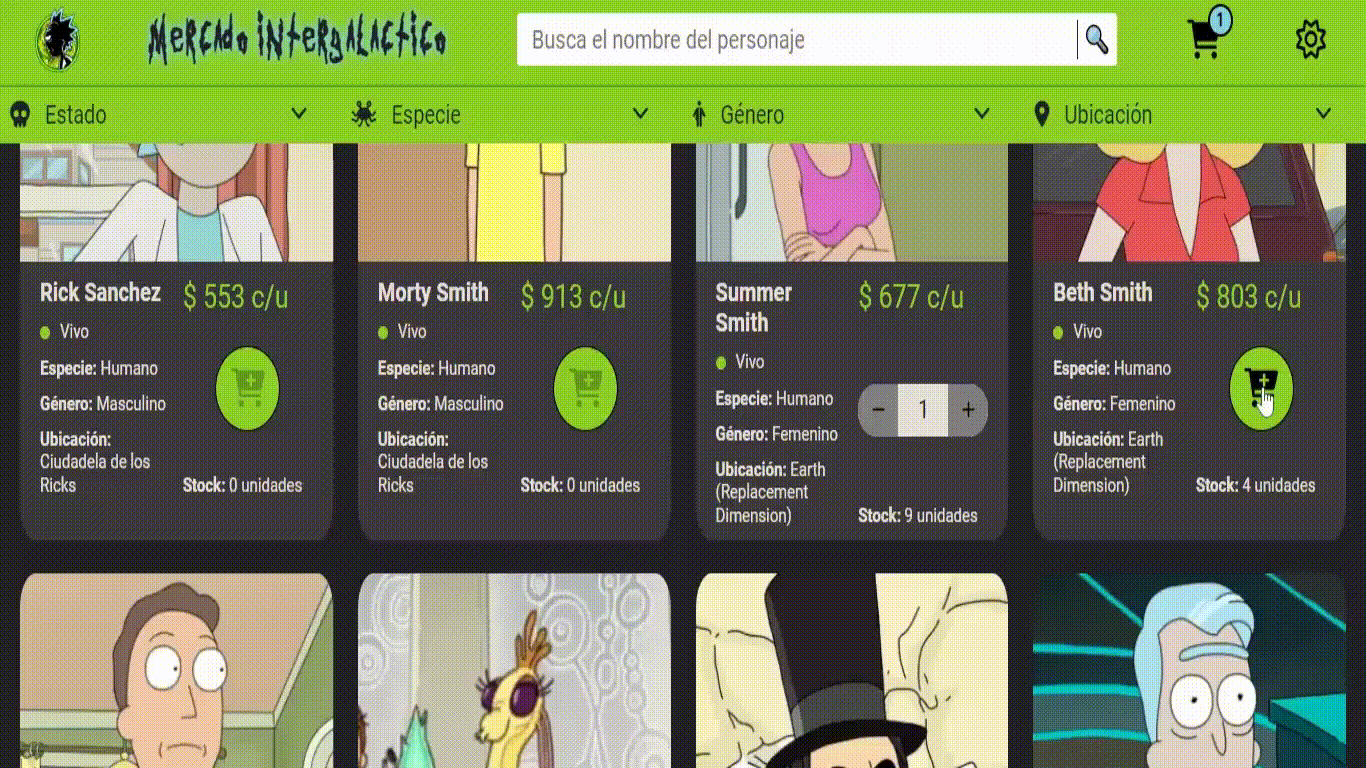 Mercado intergalactico
Busca el nombre del personaje
1
Estado
Especie
Género
Ubicación
Rick Sanchez
$ 553 c/u
Vivo
Especie: Humano
Género: Masculino
Ubicación:
Ciudadela de los
Ricks
Stock: 0 unidades
Morty Smith
$ 913 c/u
Vivo
Especie: Humano
Género: Masculino
Ubicación:
Ciudadela de los
Ricks
Stock: 0 unidades
Summer
Smith
$ 677 c/u
Vivo
Especie: Humano
Género: Femenino
Ubicación: Earth
(Replacement
Dimension)
− 1 +
Stock: 9 unidades
Beth Smith
$ 803 c/u
Vivo
Especie: Humano
Género: Femenino
Ubicación: Earth
(Replacement
Dimension)
Stock: 4 unidades